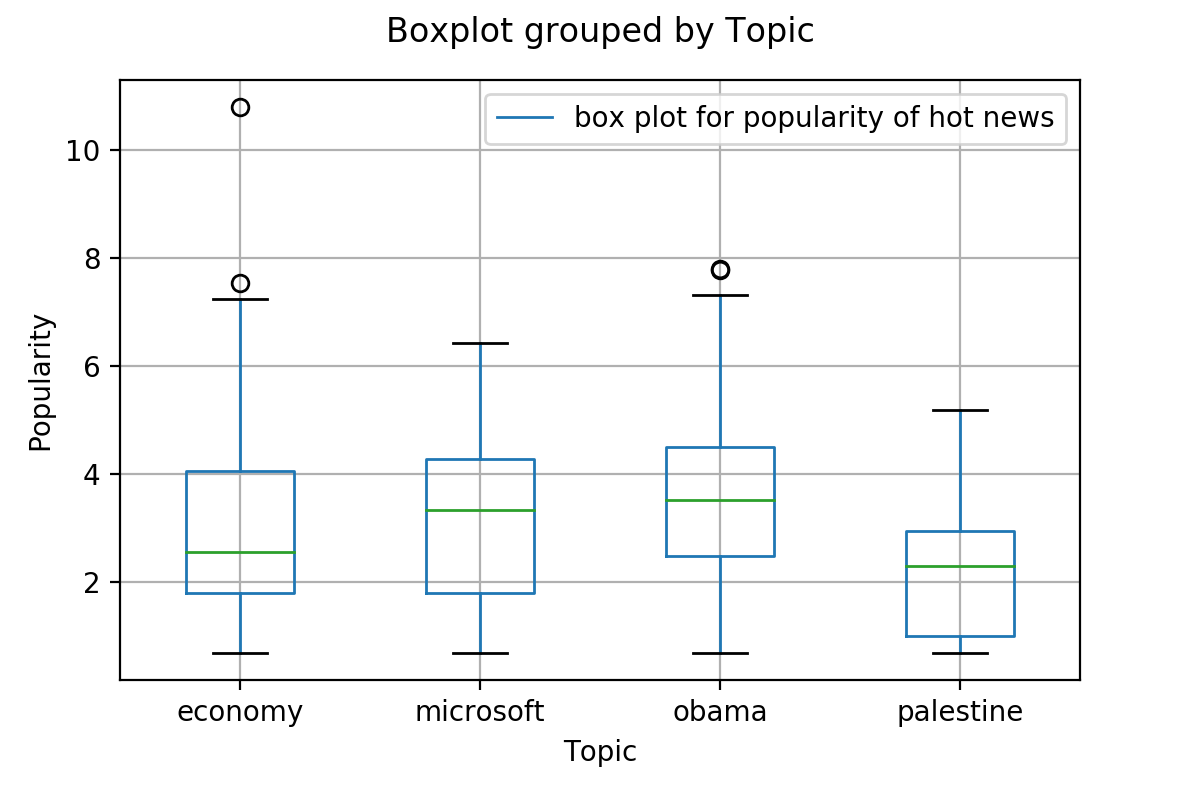 Boxplot grouped by Topic
box plot for popularity of hot news
10
8
6
4
2
Popularity
economy microsoft obama palestine
Topic